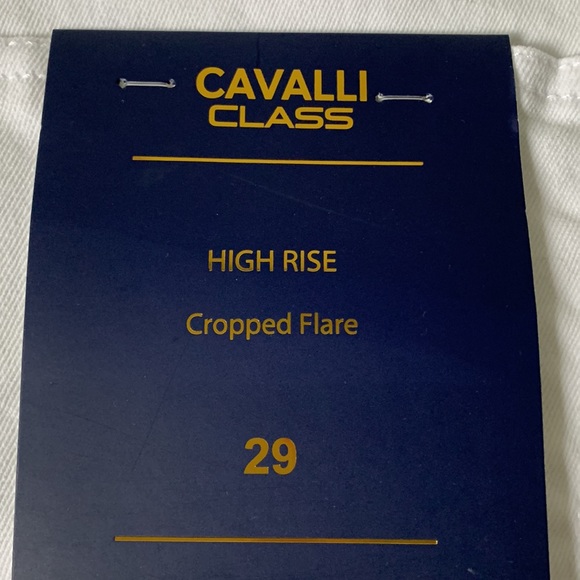 CAVALLI
CLASS
HIGH RISE
Cropped Flare
29